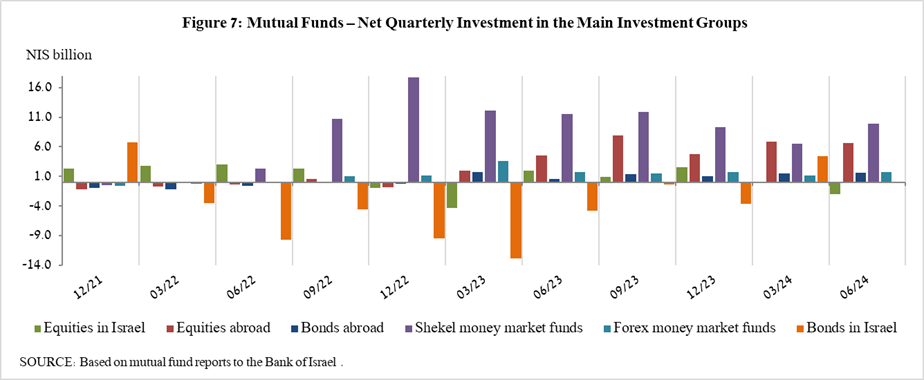 Figure 7: Mutual Funds – Net Quarterly Investment in the Main Investment Groups
NIS billion
16.0
11.0
6.0
1.0
-4.0
-9.0
-14.0
12/21 03/22 06/22 09/22 12/22 03/23 06/23 09/23 12/23 03/24 06/24
Equities in Israel Equities abroad Bonds abroad Shekel money market funds Forex money market funds Bonds in Israel
SOURCE: Based on mutual fund reports to the Bank of Israel .